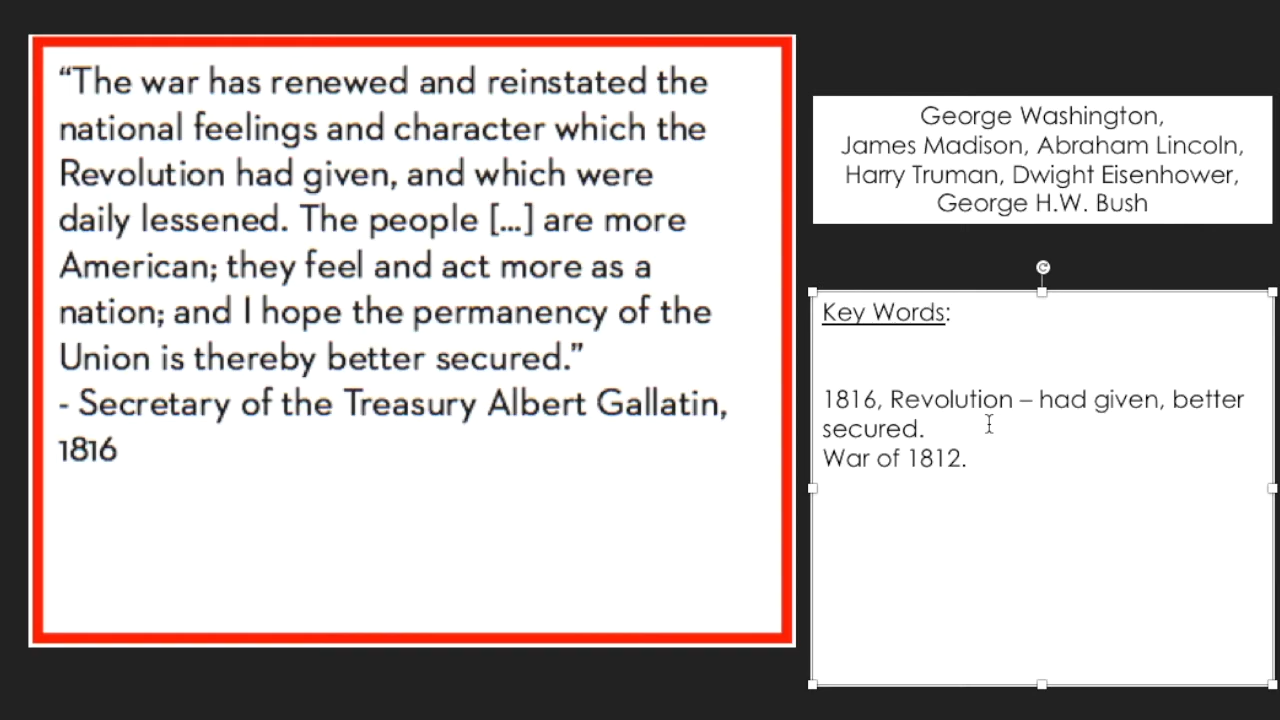 “The war has renewed and reinstated the
national feelings and character which the
Revolution had given, and which were
daily lessened. The people [...] are more
American; they feel and act more as a
nation; and I hope the permanency of the
Union is thereby better secured.”
- Secretary of the Treasury Albert Gallatin,
1816
George Washington,
James Madison, Abraham Lincoln,
Harry Truman, Dwight Eisenhower,
George H.W. Bush
Key Words:
1816, Revolution – had given, better
secured.
War of 1812.